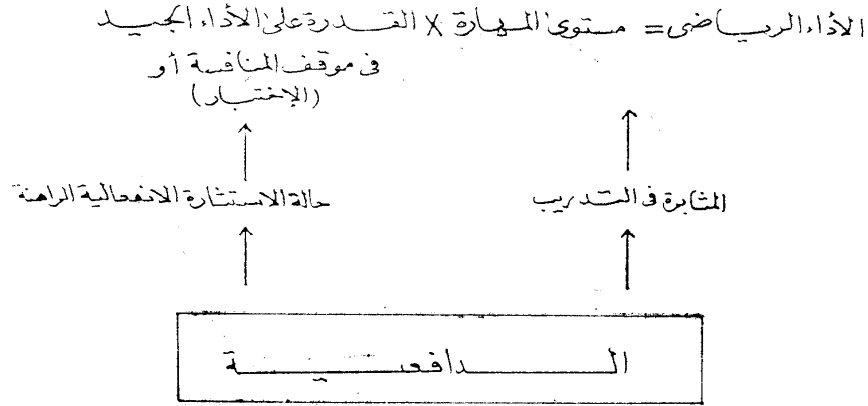 الأداء الرياضى = مستوى المهارة X القدرة على الأداء الجيد
فى موقف المنافسة أو
(الإختبار)
المثابرة فى التدريب
حالة الاستثارة الانفعالية الراهنة
الدافعية